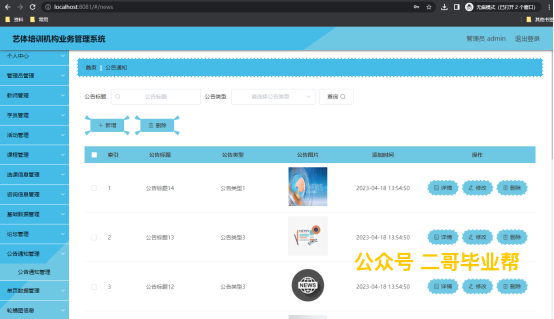 localhost:8081/#/news
无痕模式 (已打开 2 个窗口)
资料 常用 其他书签
艺体培训机构业务管理系统 管理员 admin 退出登录
个人中心
管理员管理
教师管理
学员管理
活动管理
课程管理
选课信息管理
咨询信息管理
基础数据管理
论坛管理
公告通知管理
公告通知管理
轮播图信息
首页 公告通知
公告标题 公告标题 公告类型 请选择公告类型 查询
+ 新增 删除
索引 公告标题 公告类型 公告图片 添加时间 操作
1 公告标题14 公告类型1 2023-04-18 13:54:50 详情 修改 删除
2 公告标题13 公告类型3 2023-04-18 13:54:50 详情 修改 删除
公众号 二哥毕业帮
3 公告标题12 公告类型3 NEWS 2023-04-18 13:54:50 详情 修改 删除